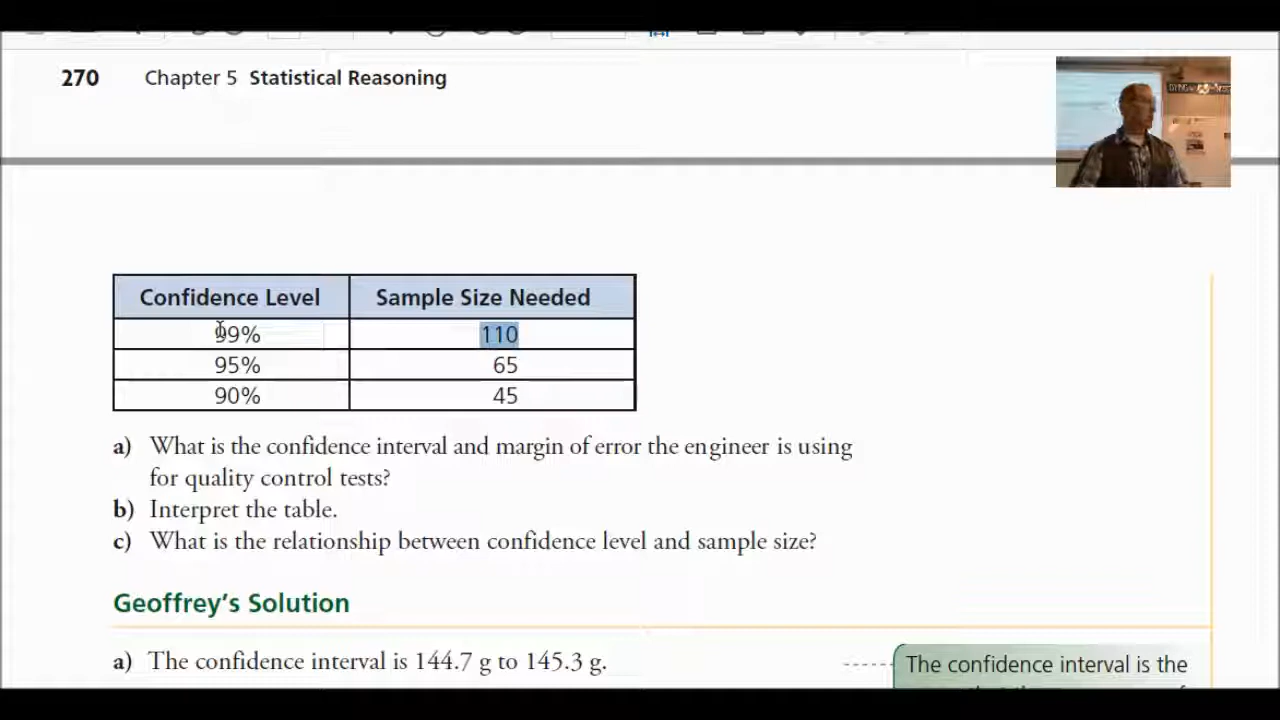 270 Chapter 5 Statistical Reasoning
Confidence Level Sample Size Needed
99% 110
95% 65
90% 45
a) What is the confidence interval and margin of error the engineer is using
for quality control tests?
b) Interpret the table.
c) What is the relationship between confidence level and sample size?
Geoffrey's Solution
a) The confidence interval is 144.7 g to 145.3 g.
The confidence interval is the